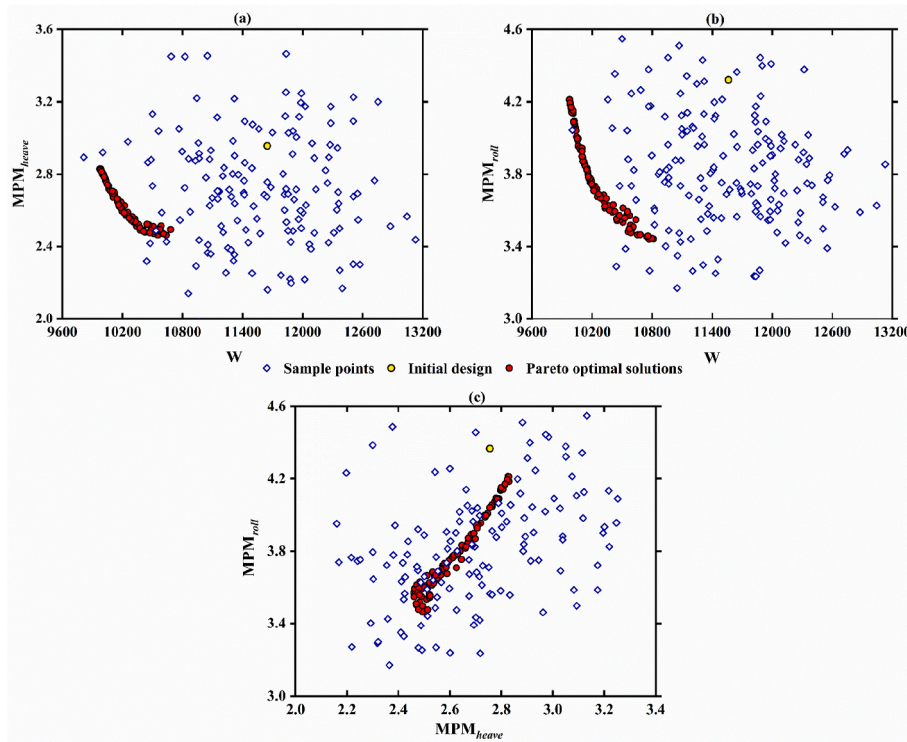 (a)
3.6
3.2
2.8
2.4
2.0
MPMheave
9600 10200 10800 11400 12000 12600 13200
W
(b)
4.6
4.2
3.8
3.4
3.0
MPMroll
9600 10200 10800 11400 12000 12600 13200
W
Sample points Initial design Pareto optimal solutions
(c)
4.6
4.2
3.8
3.4
3.0
MPMroll
2.0 2.2 2.4 2.6 2.8 3.0 3.2 3.4
MPMheave